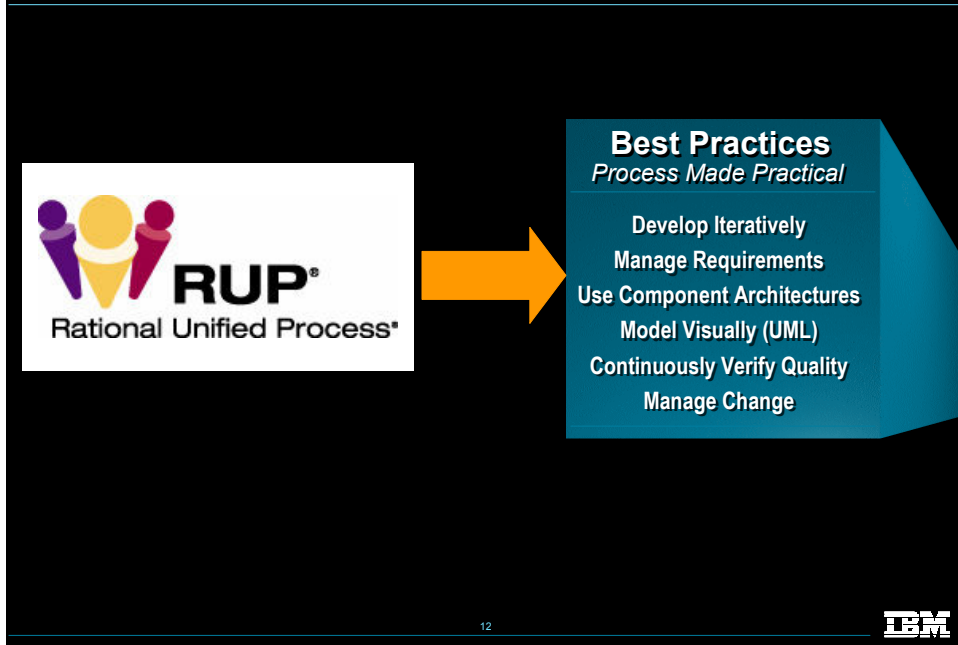 RUP®
Rational Unified Process®
Best Practices
Process Made Practical
Develop Iteratively
Manage Requirements
Use Component Architectures
Model Visually (UML)
Continuously Verify Quality
Manage Change
12
IBM